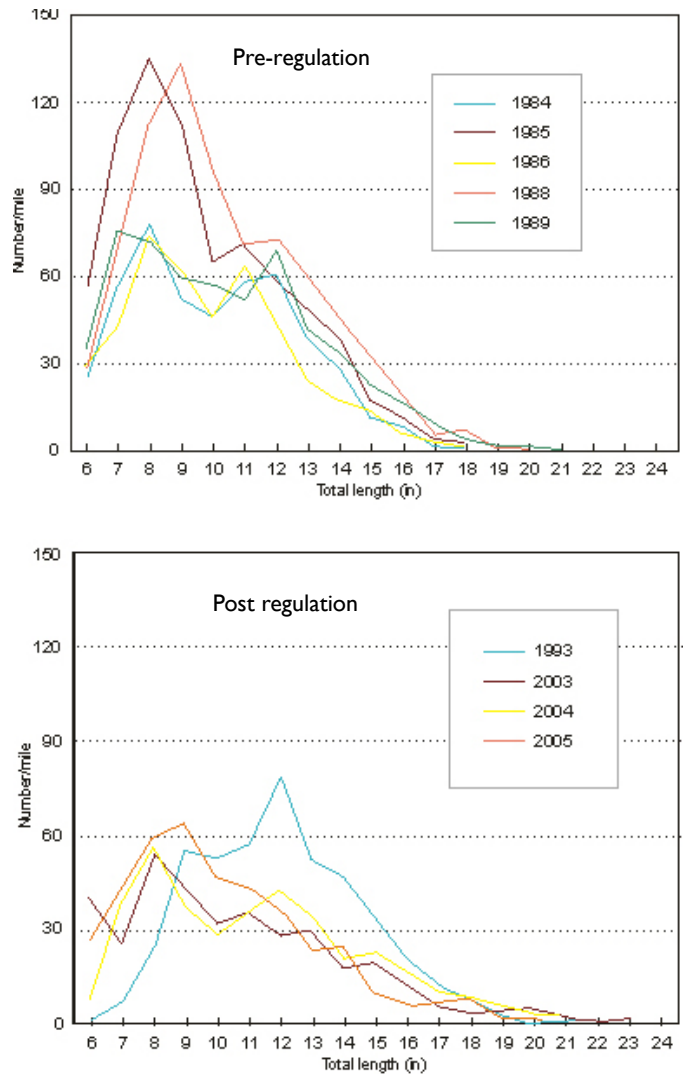 150
Pre-regulation
120
90
60
30
0
Number/mile
1984
1985
1986
1988
1989
6 7 8 9 10 11 12 13 14 15 16 17 18 19 20 21 22 23 24
Total length (in)
150
Post regulation
120
90
60
30
0
Number/mile
1993
2003
2004
2005
6 7 8 9 10 11 12 13 14 15 16 17 18 19 20 21 22 23 24
Total length (in)